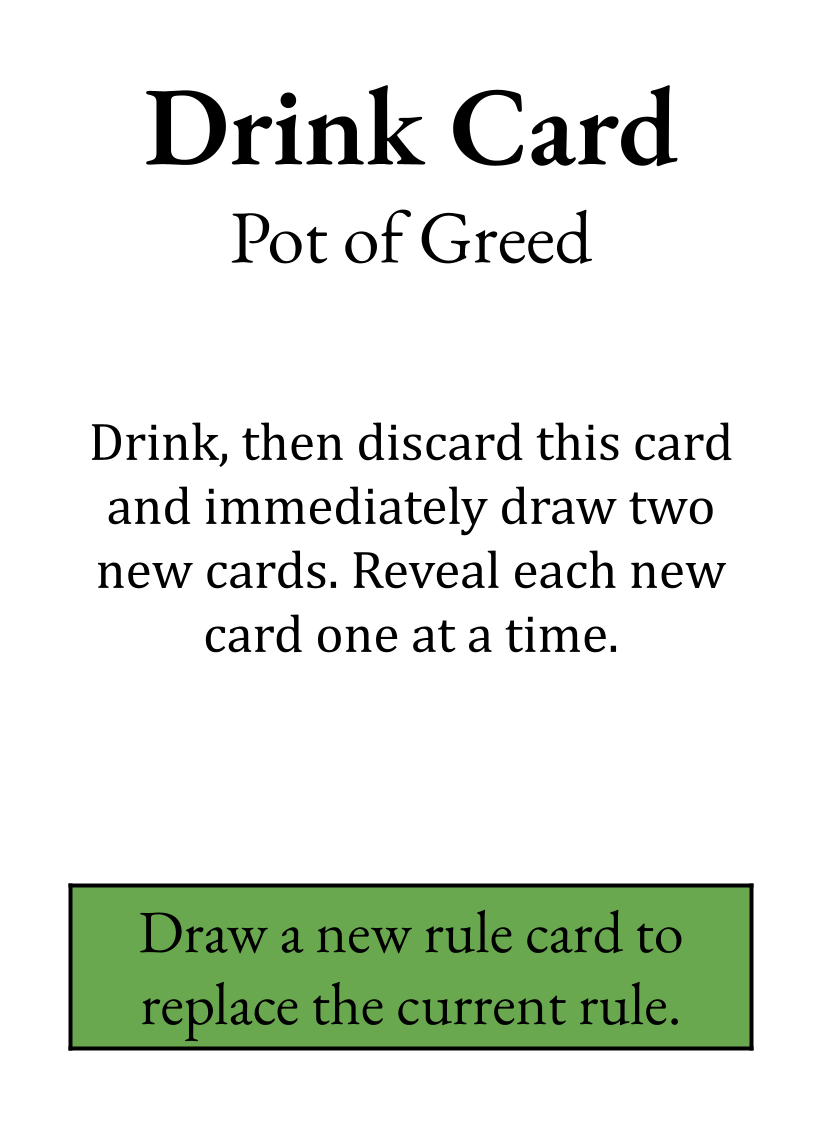 Drink Card
Pot of Greed
Drink, then discard this card
and immediately draw two
new cards. Reveal each new
card one at a time.
Draw a new rule card to
replace the current rule.